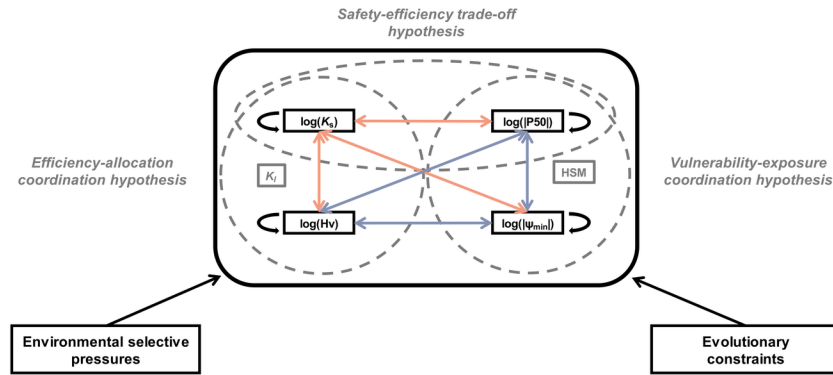 Safety-efficiency trade-off
hypothesis
log(Ks)
log(|P50|)
Efficiency-allocation
coordination hypothesis
Kl
HSM
Vulnerability-exposure
coordination hypothesis
log(Hv)
log(|Ψmin|)
Environmental selective
pressures
Evolutionary
constraints